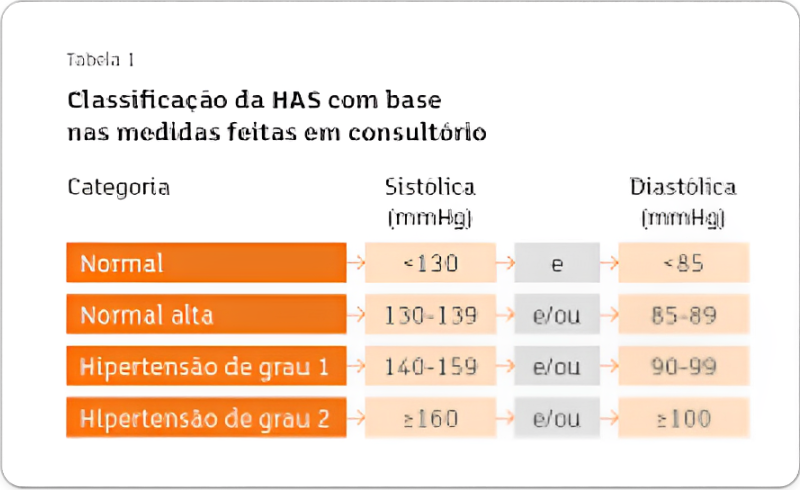 Tabela 1
Classificação da HAS com base
nas medidas feitas em consultório
Categoria Sistólica Diastólica
(mmHg) (mmHg)
Normal <130 e <85
Normal alta 130-139 e/ou 85-89
Hipertensão de grau 1 140-159 e/ou 90-99
Hipertensão de grau 2 ≥160 e/ou ≥100